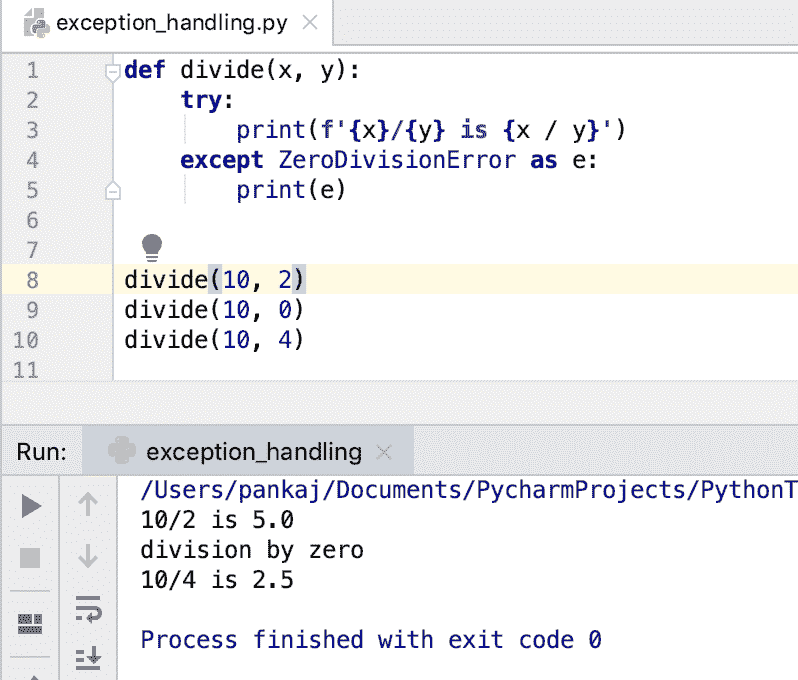 exception_handling.py
1 def divide(x, y):
2     try:
3         print(f'{x}/{y} is {x / y}')
4     except ZeroDivisionError as e:
5         print(e)
6
7
8 divide(10, 2)
9 divide(10, 0)
10 divide(10, 4)
11
Run: exception_handling
/Users/pankaj/Documents/PycharmProjects/PythonT
10/2 is 5.0
division by zero
10/4 is 2.5
Process finished with exit code 0